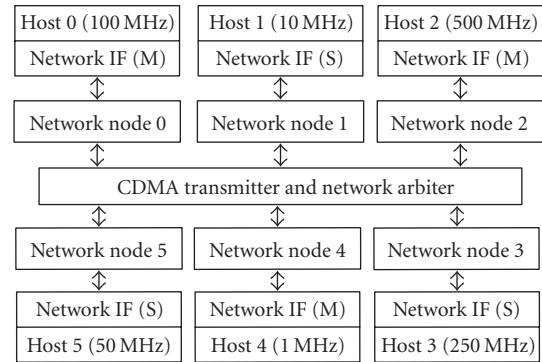 Host 0 (100 MHz)
Network IF (M)
Host 1 (10 MHz)
Network IF (S)
Host 2 (500 MHz)
Network IF (M)
Network node 0
Network node 1
Network node 2
CDMA transmitter and network arbiter
Network node 5
Network node 4
Network node 3
Network IF (S)
Host 5 (50 MHz)
Network IF (M)
Host 4 (1 MHz)
Network IF (S)
Host 3 (250 MHz)